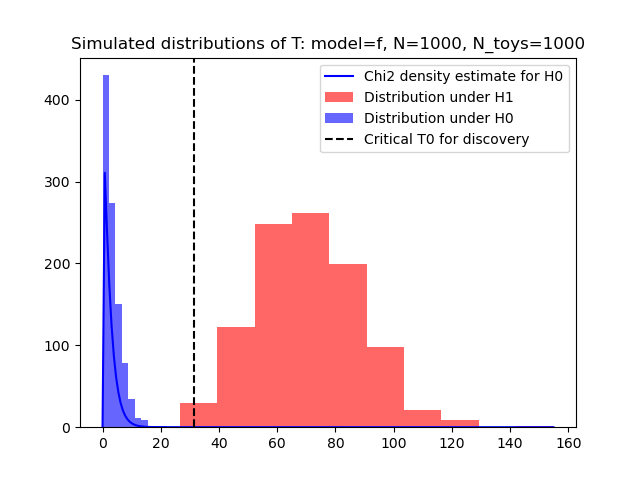 Simulated distributions of T: model=f, N=1000, N_toys=1000
Chi2 density estimate for H0
Distribution under H1
Distribution under H0
Critical T0 for discovery
400
300
200
100
0
0 20 40 60 80 100 120 140 160